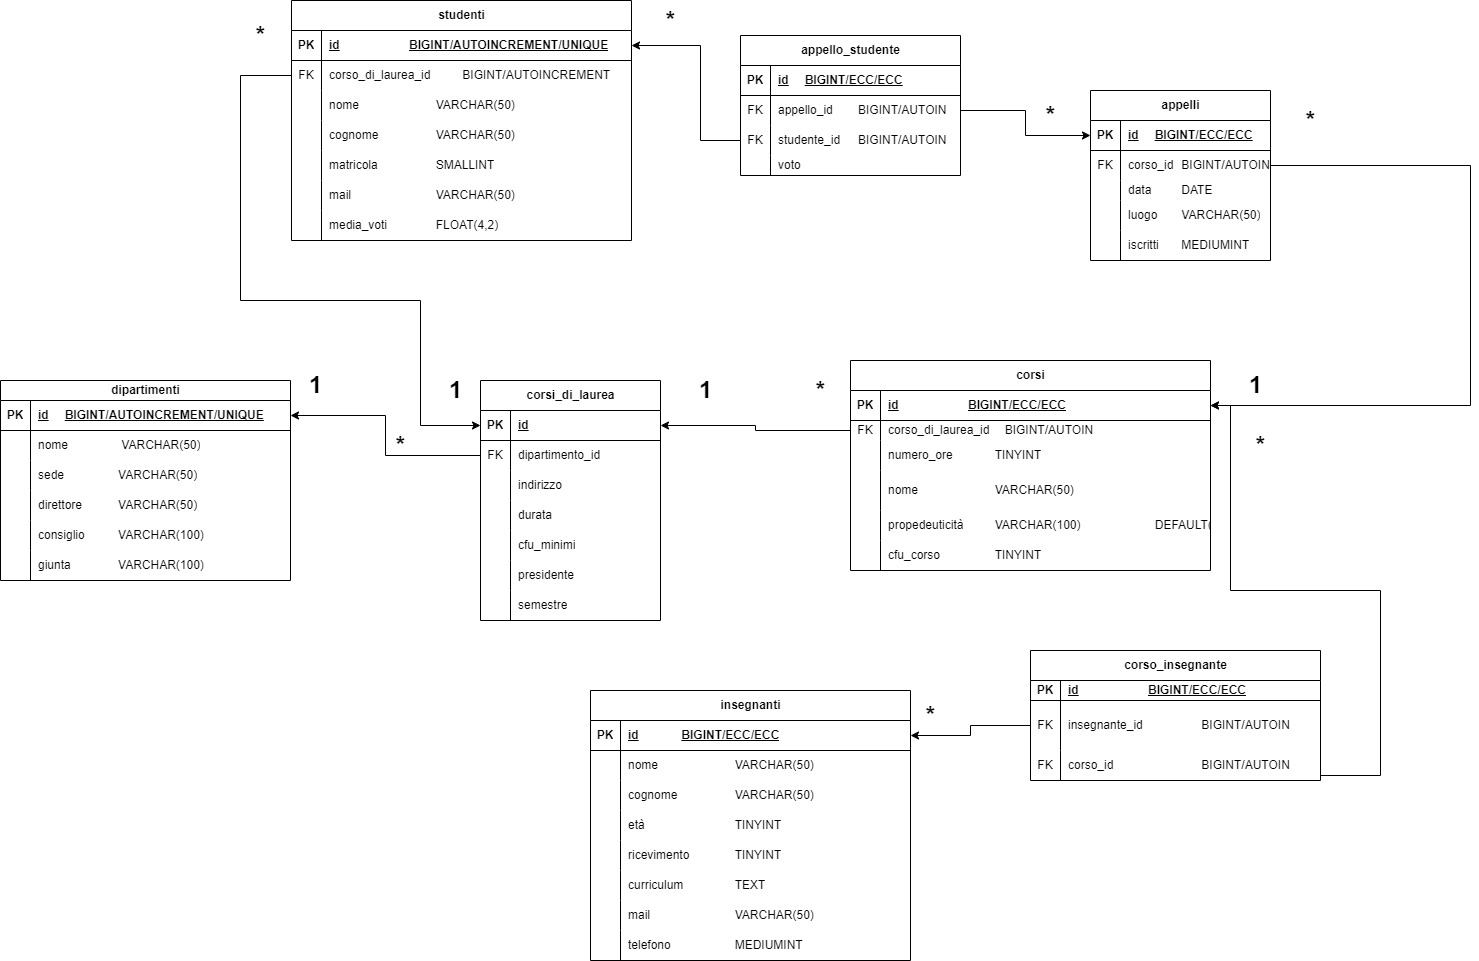 studenti
PK id BIGINT/AUTOINCREMENT/UNIQUE
FK corso_di_laurea_id BIGINT/AUTOINCREMENT
nome VARCHAR(50)
cognome VARCHAR(50)
matricola SMALLINT
mail VARCHAR(50)
media_voti FLOAT(4,2)
*
*
appello_studente
PK id BIGINT/ECC/ECC
FK appello_id BIGINT/AUTOIN
FK studente_id BIGINT/AUTOIN
voto
*
appelli
PK id BIGINT/ECC/ECC
FK corso_id BIGINT/AUTOIN
data DATE
luogo VARCHAR(50)
iscritti MEDIUMINT
*
dipartimenti
PK id BIGINT/AUTOINCREMENT/UNIQUE
nome VARCHAR(50)
sede VARCHAR(50)
direttore VARCHAR(50)
consiglio VARCHAR(100)
giunta VARCHAR(100)
1
*
1
corsi_di_laurea
PK id
FK dipartimento_id
indirizzo
durata
cfu_minimi
presidente
semestre
1
*
corsi
PK id BIGINT/ECC/ECC
FK corso_di_laurea_id BIGINT/AUTOIN
numero_ore TINYINT
nome VARCHAR(50)
propedeuticità VARCHAR(100) DEFAULT(
cfu_corso TINYINT
1
*
insegnanti
PK id BIGINT/ECC/ECC
nome VARCHAR(50)
cognome VARCHAR(50)
età TINYINT
ricevimento TINYINT
curriculum TEXT
mail VARCHAR(50)
telefono MEDIUMINT
*
corso_insegnante
PK id BIGINT/ECC/ECC
FK insegnante_id BIGINT/AUTOIN
FK corso_id BIGINT/AUTOIN